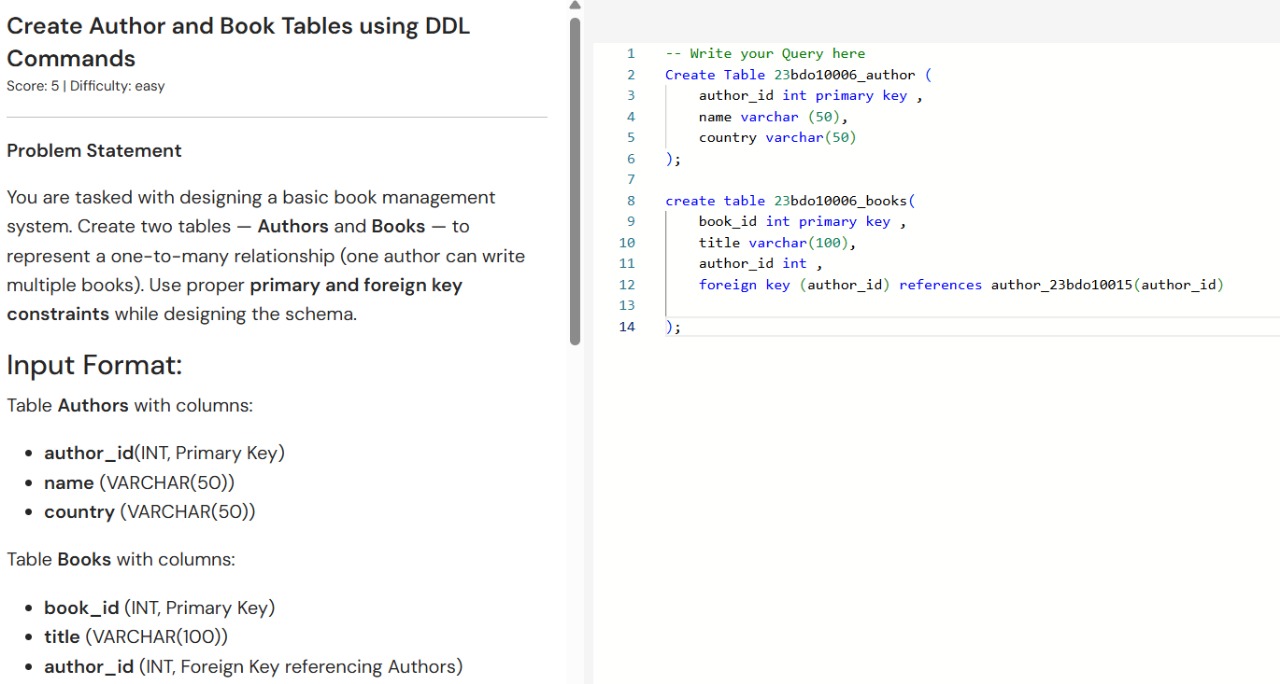 Create Author and Book Tables using DDL
Commands
Score: 5 | Difficulty: easy
Problem Statement
You are tasked with designing a basic book management
system. Create two tables — Authors and Books — to
represent a one-to-many relationship (one author can write
multiple books). Use proper primary and foreign key
constraints while designing the schema.
Input Format:
Table Authors with columns:
• author_id(INT, Primary Key)
• name (VARCHAR(50))
• country (VARCHAR(50))
Table Books with columns:
• book_id (INT, Primary Key)
• title (VARCHAR(100))
• author_id (INT, Foreign Key referencing Authors)
1 -- Write your Query here
2 Create Table 23bdo10006_author (
3 author_id int primary key ,
4 name varchar (50),
5 country varchar(50)
6 );
7
8 create table 23bdo10006_books(
9 book_id int primary key ,
10 title varchar(100),
11 author_id int ,
12 foreign key (author_id) references author_23bdo10015(author_id)
13
14 );